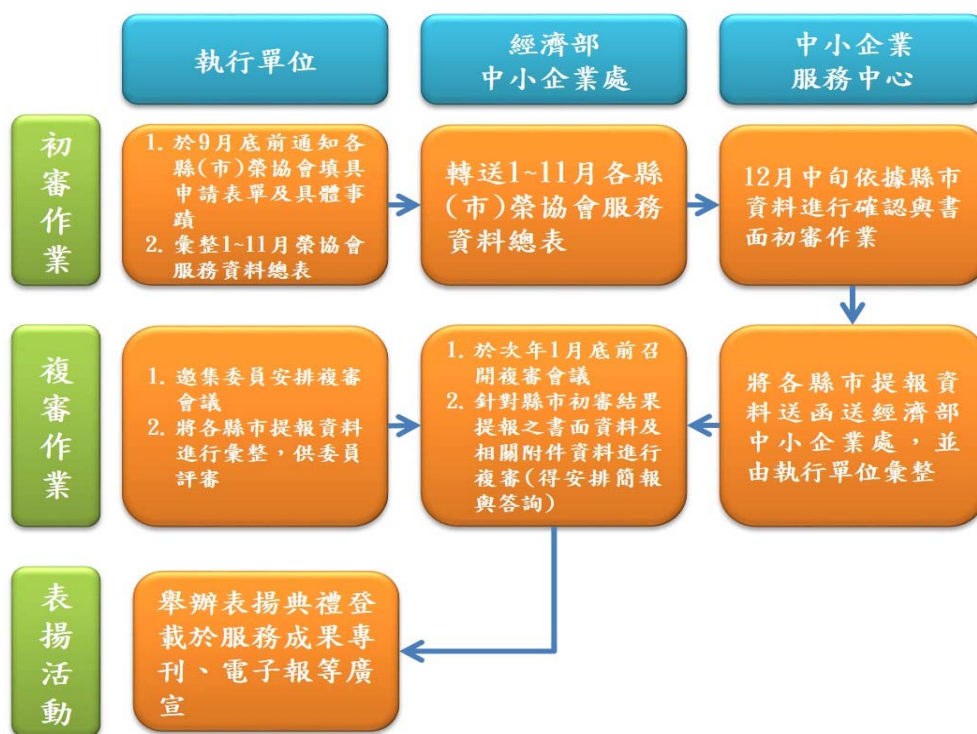 執行單位
經濟部
中小企業處
中小企業
服務中心
初審作業
1. 於9月底前通知各
縣(市)榮協會填具
申請表單及具體事
蹟
2. 彙整1~11月榮協會
服務資料總表
轉送1~11月各縣
(市)榮協會服務
資料總表
12月中旬依據縣市
資料進行確認與書
面初審作業
複審作業
1. 邀集委員安排複審
會議
2. 將各縣市提報資料
進行彙整，供委員
評審
1. 於次年1月底前召
開複審會議
2. 針對縣市初審結果
提報之書面資料及
相關附件資料進行
複審(得安排簡報
與答詢)
將各縣市提報資
料送函送經濟部
中小企業處，並
由執行單位彙整
表揚活動
舉辦表揚典禮登
載於服務成果專
刊、電子報等廣
宣